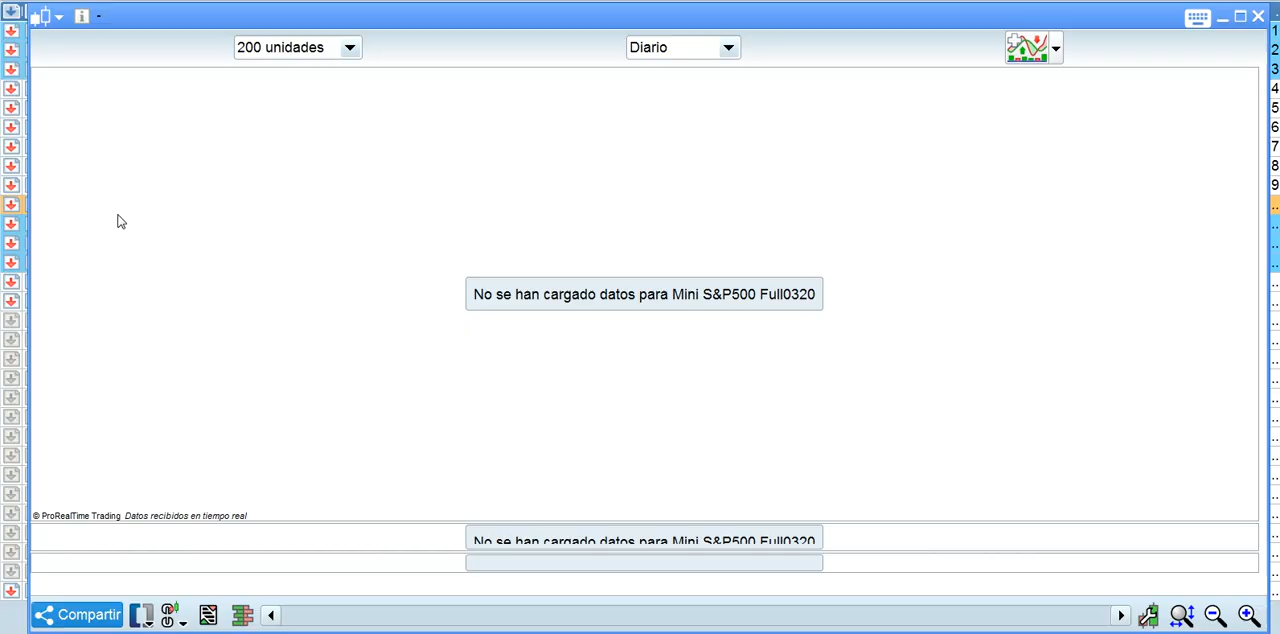 200 unidades
Diario
1
2
3
4
5
6
7
8
9
No se han cargado datos para Mini S&P500 Full0320
© ProRealTime Trading Datos recibidos en tiempo real
No se han cargado datos para Mini S&P500 Full0320
Compartir